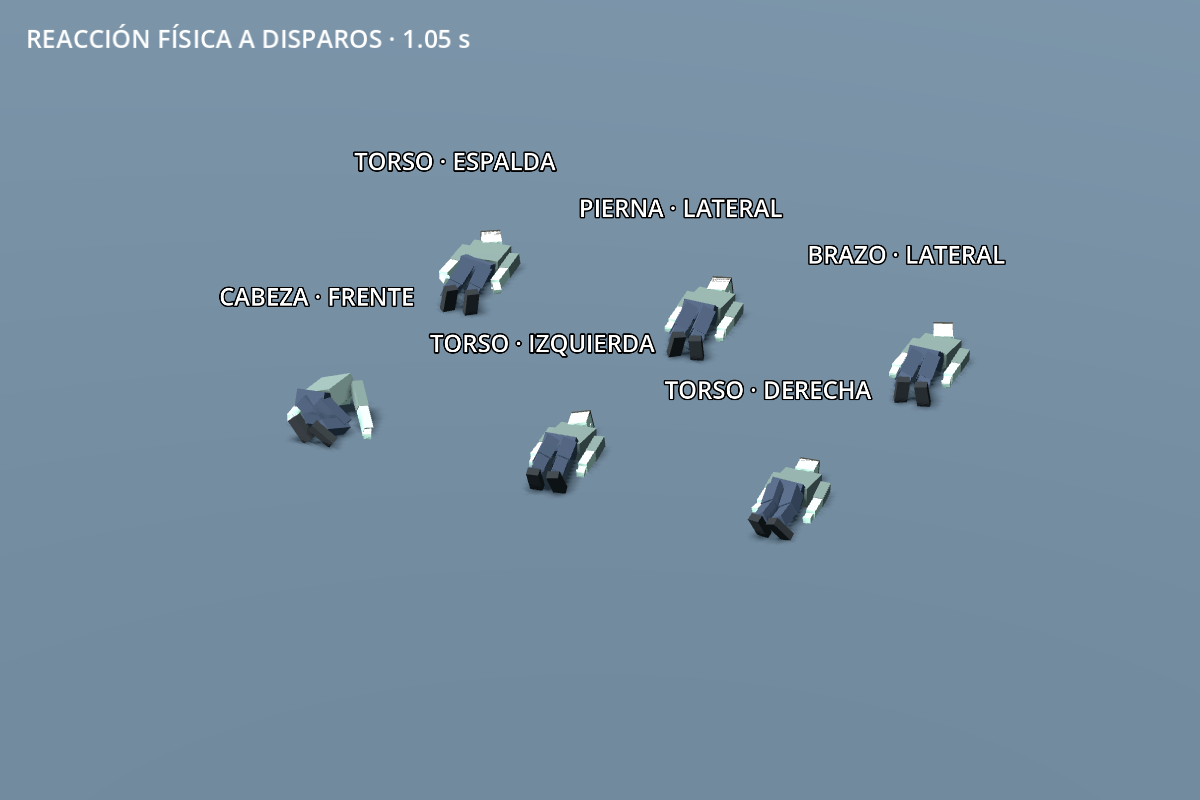 REACCIÓN FÍSICA A DISPAROS · 1.05 s
TORSO · ESPALDA
PIERNA · LATERAL
BRAZO · LATERAL
CABEZA · FRENTE
TORSO · IZQUIERDA
TORSO · DERECHA